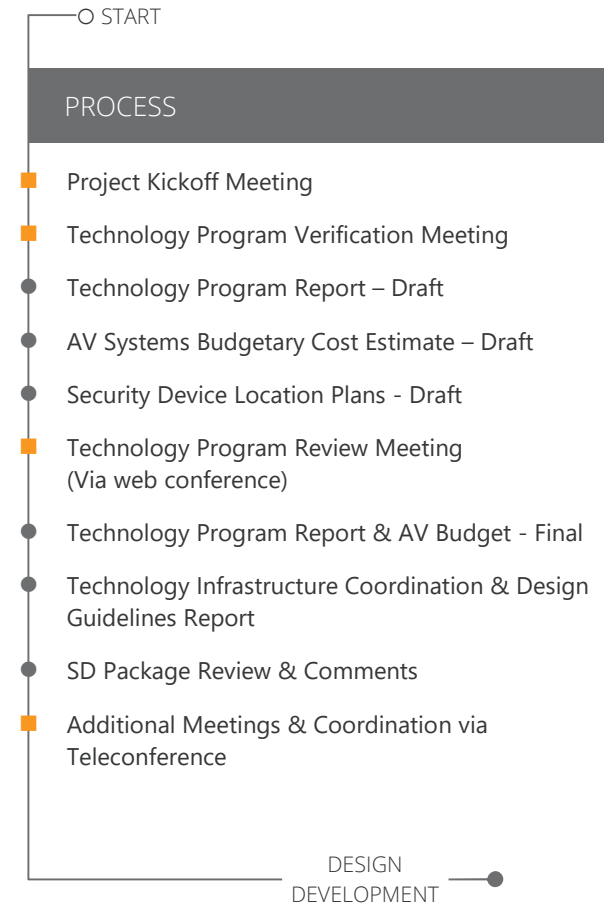 START
PROCESS
Project Kickoff Meeting
Technology Program Verification Meeting
Technology Program Report – Draft
AV Systems Budgetary Cost Estimate – Draft
Security Device Location Plans - Draft
Technology Program Review Meeting
(Via web conference)
Technology Program Report & AV Budget - Final
Technology Infrastructure Coordination & Design
Guidelines Report
SD Package Review & Comments
Additional Meetings & Coordination via
Teleconference
DESIGN
DEVELOPMENT